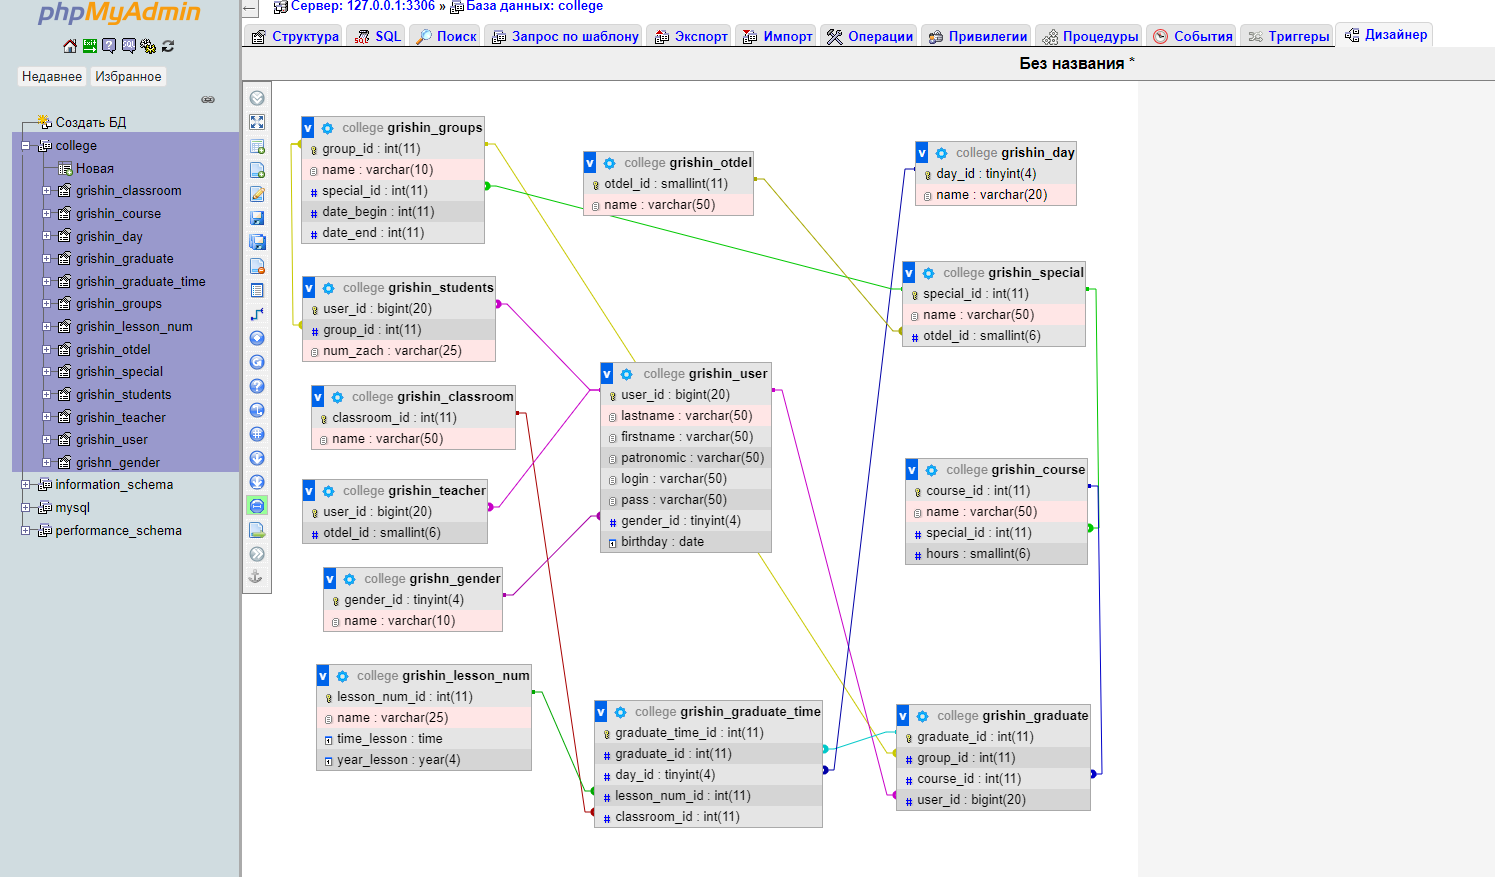 phpMyAdmin
Недавнее Избранное
Создать БД
college
Новая
grishin_classroom
grishin_course
grishin_day
grishin_graduate
grishin_graduate_time
grishin_groups
grishin_lesson_num
grishin_otdel
grishin_special
grishin_students
grishin_teacher
grishin_user
grishn_gender
information_schema
mysql
performance_schema
Сервер: 127.0.0.1:3306 » База данных: college
Структура SQL Поиск Запрос по шаблону Экспорт Импорт Операции Привилегии Процедуры События Триггеры Дизайнер
Без названия *
v college grishin_groups
group_id : int(11)
name : varchar(10)
# special_id : int(11)
# date_begin : int(11)
# date_end : int(11)
v college grishin_otdel
otdel_id : smallint(11)
name : varchar(50)
v college grishin_day
day_id : tinyint(4)
name : varchar(20)
v college grishin_special
special_id : int(11)
name : varchar(50)
# otdel_id : smallint(6)
v college grishin_students
user_id : bigint(20)
# group_id : int(11)
num_zach : varchar(25)
v college grishin_user
user_id : bigint(20)
lastname : varchar(50)
firstname : varchar(50)
patronomic : varchar(50)
login : varchar(50)
pass : varchar(50)
# gender_id : tinyint(4)
birthday : date
v college grishin_classroom
classroom_id : int(11)
name : varchar(50)
v college grishin_teacher
user_id : bigint(20)
# otdel_id : smallint(6)
v college grishin_course
course_id : int(11)
name : varchar(50)
# special_id : int(11)
# hours : smallint(6)
v college grishn_gender
gender_id : tinyint(4)
name : varchar(10)
v college grishin_lesson_num
lesson_num_id : int(11)
name : varchar(25)
time_lesson : time
year_lesson : year(4)
v college grishin_graduate_time
graduate_time_id : int(11)
# graduate_id : int(11)
# day_id : tinyint(4)
# lesson_num_id : int(11)
# classroom_id : int(11)
v college grishin_graduate
graduate_id : int(11)
# group_id : int(11)
# course_id : int(11)
# user_id : bigint(20)